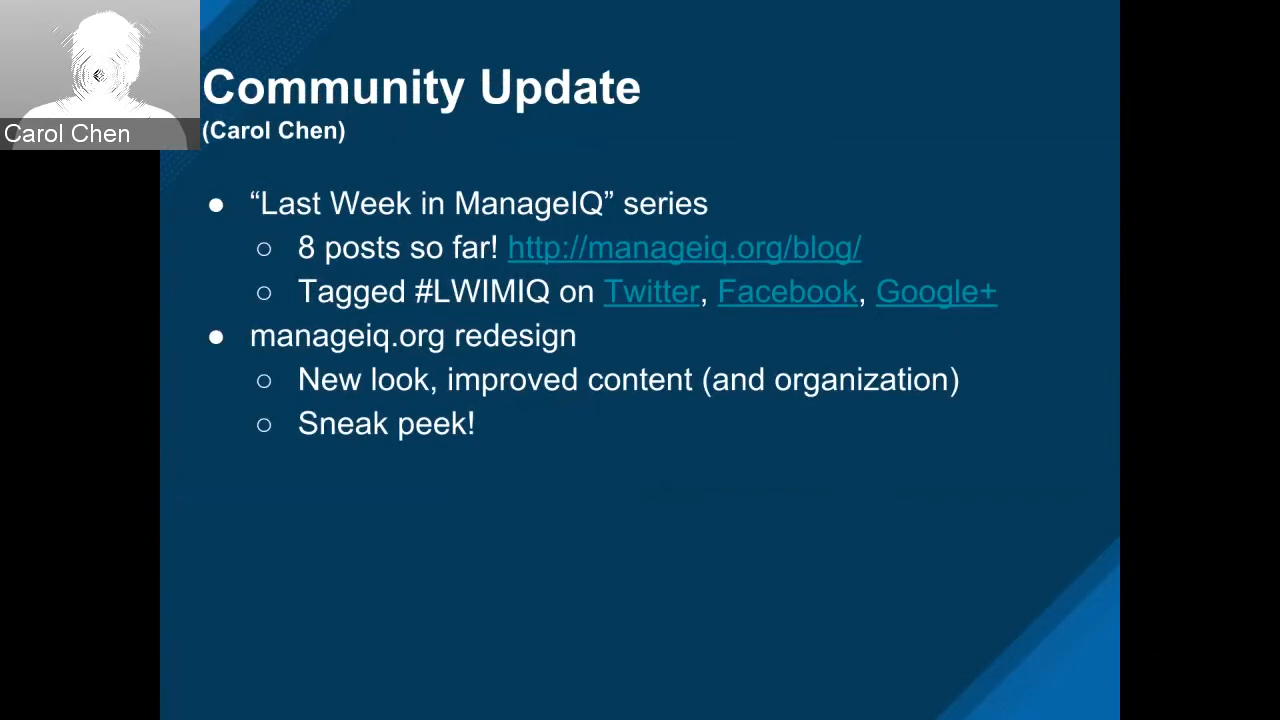 Carol Chen
Community Update
(Carol Chen)
● “Last Week in ManageIQ” series
○ 8 posts so far! http://manageiq.org/blog/
○ Tagged #LWIMIQ on Twitter, Facebook, Google+
● manageiq.org redesign
○ New look, improved content (and organization)
○ Sneak peek!